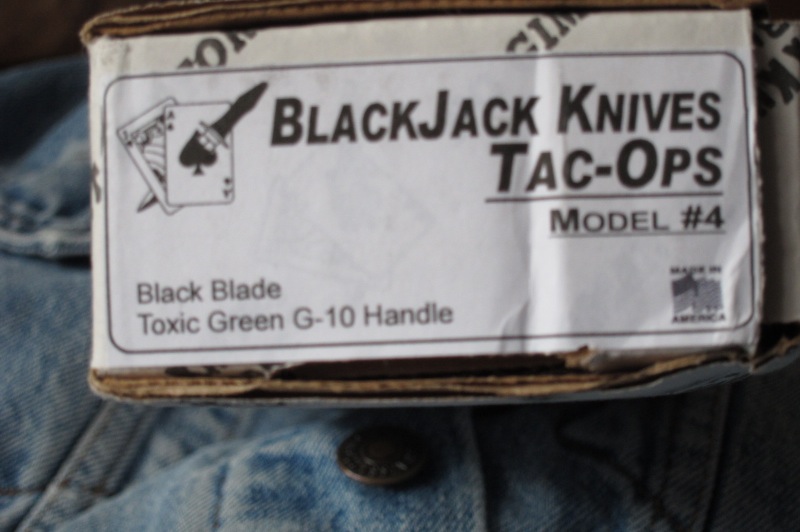 BLACKJACK KNIVES
TAC-OPS
MODEL #4
Black Blade
Toxic Green G-10 Handle
MADE IN
AMERICA